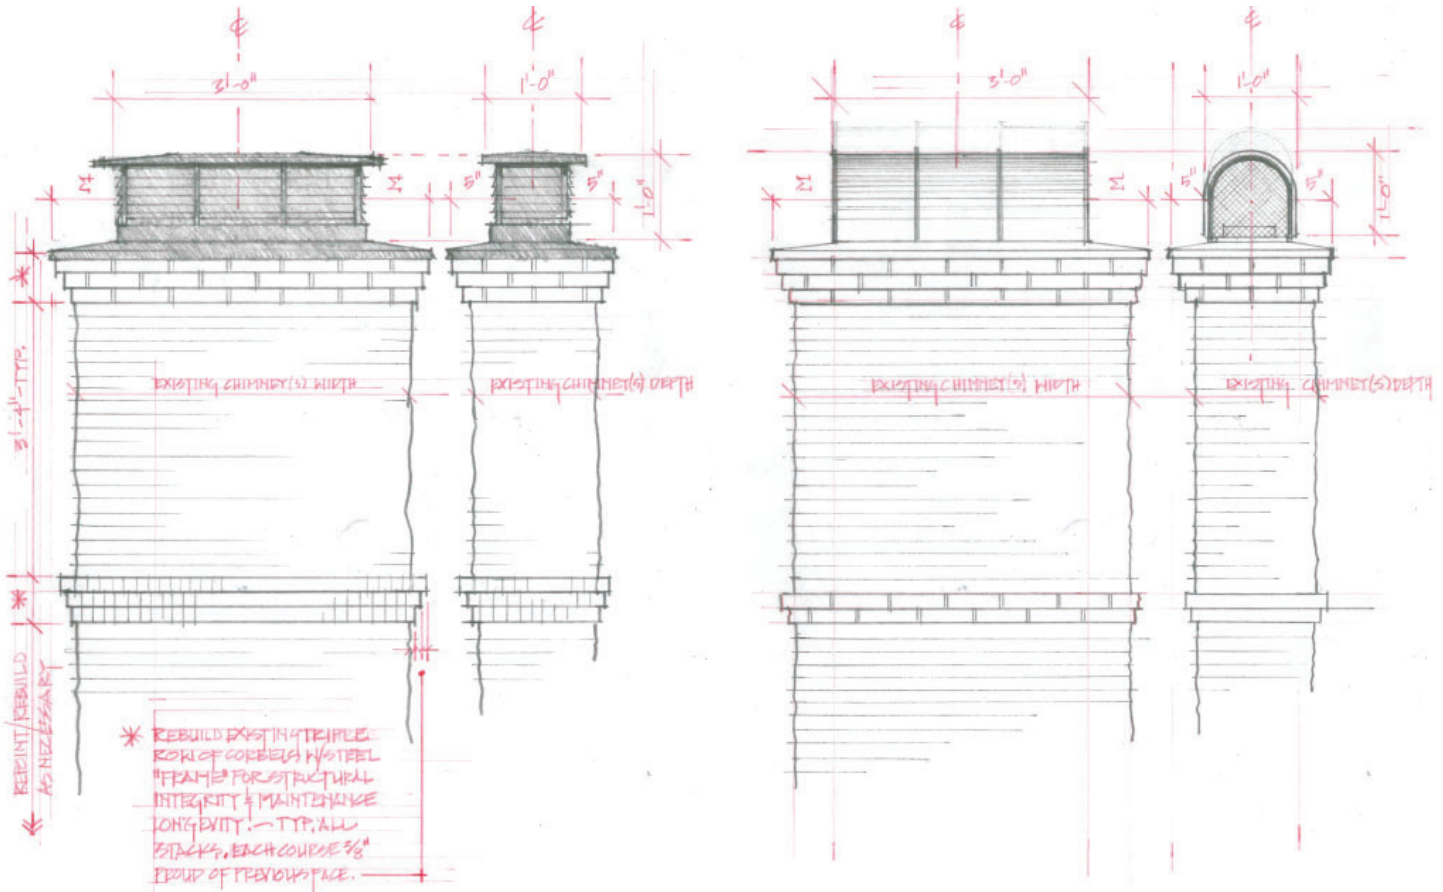 ℄
℄
℄
℄
3'-0"
1'-0"
3'-0"
1'-0"
5"
5"
1'-0"
5"
5"
1'-0"
EXISTING CHIMNEY(S) WIDTH
EXISTING CHIMNEY(S) DEPTH
EXISTING CHIMNEY(S) WIDTH
EXISTING CHIMNEY(S) DEPTH
3'-4"-TYP.
REPOINT/REBUILD
AS NECESSARY
* REBUILD EXISTING TRIPLE
ROW OF CORBELS W/STEEL
"FRAME" FOR STRUCTURAL
INTEGRITY & MAINTENANCE
LONGEVITY. — TYP. ALL
STACKS. EACH COURSE 5/8"
PROUD OF PREVIOUS FACE.